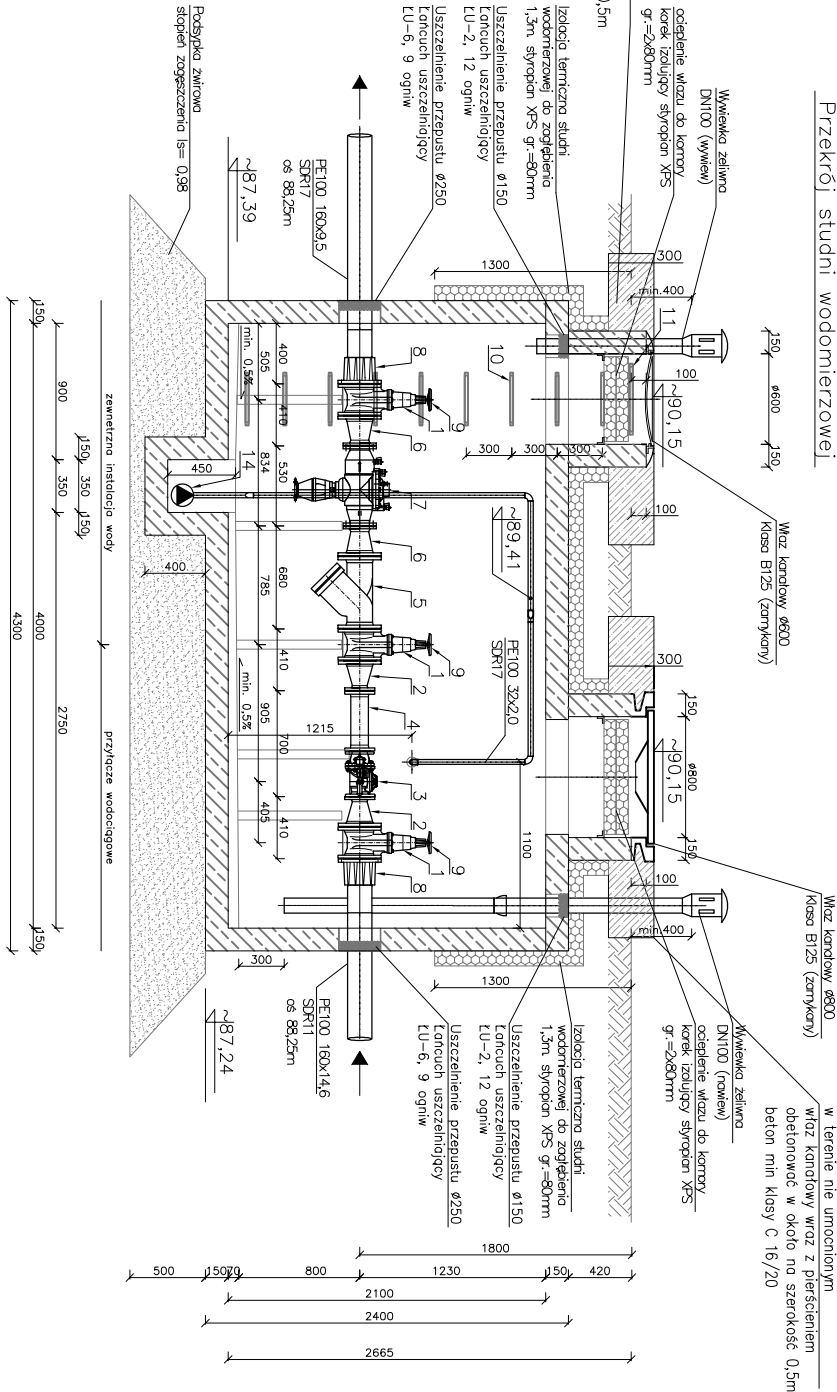 Przekrój studni wodomierzowej
w terenie nie umocnionym
właz kanałowy wraz z pierścieniem
obetonować w około na szerokość 0,5m
beton min klasy C 16/20
0,5m
ocieplenie włazu do komory
korek izolujący styropian XPS
gr.=2x80mm
Wywiewka żeliwna
DN100 (wywiew)
Właz kanałowy ø600
Klasa B125 (zamykany)
Właz kanałowy ø800
Klasa B125 (zamykany)
Wywiewka żeliwna
DN100 (nawiew)
ocieplenie włazu do komory
korek izolujący styropian XPS
gr.=2x80mm
Izolacja termiczna studni
wodomierzowej do zagłębienia
1,3m styropian XPS gr.=80mm
Uszczelnienie przepustu ø150
Łańcuch uszczelniający
ŁU-2, 12 ogniw
Uszczelnienie przepustu ø250
Łańcuch uszczelniający
ŁU-6, 9 ogniw
Izolacja termiczna studni
wodomierzowej do zagłębienia
1,3m styropian XPS gr.=80mm
Uszczelnienie przepustu ø150
Łańcuch uszczelniający
ŁU-2, 12 ogniw
Uszczelnienie przepustu ø250
Łańcuch uszczelniający
ŁU-6, 9 ogniw
PE100 160x9,5
SDR17
oś 88,25m
PE100 160x14,6
SDR11
oś 88,25m
PE100 32x2,0
SDR17
Podsypka żwirowa
stopień zagęszczenia Is= 0,98
~90,15
~90,15
~89,41
~87,39
~87,24
150
ø600
150
150
ø800
150
300
min.400
11
100
100
300
100
min.400
1300
1300
10
300
300
300
8
1
9
6
7
6
5
1
9
2
4
3
2
1
9
8
1100
1215
400
410
530
680
410
700
410
505
834
785
905
405
min. 0,5%
min. 0,5%
14
450
400
300
150
350
150
zewnętrzna instalacja wody
przyłącze wodociągowe
900
350
2750
150
4000
150
4300
500
150
70
800
1230
150
420
1800
2100
2400
2665